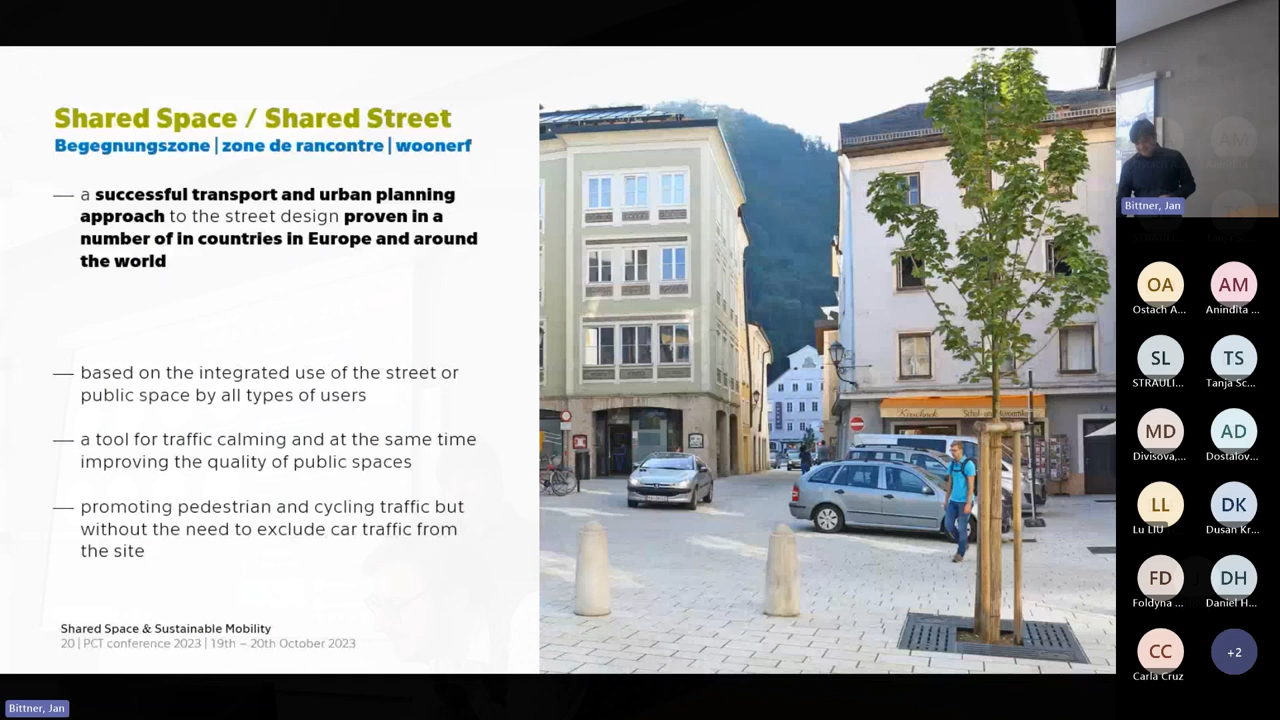 Shared Space / Shared Street
Begegnungszone | zone de rancontre | woonerf
— a successful transport and urban planning
approach to the street design proven in a
number of in countries in Europe and around
the world
— based on the integrated use of the street or
public space by all types of users
— a tool for traffic calming and at the same time
improving the quality of public spaces
— promoting pedestrian and cycling traffic but
without the need to exclude car traffic from
the site
Shared Space & Sustainable Mobility
20 | PCT conference 2023 | 19th – 20th October 2023
Bittner, Jan
Bittner, Jan
OA
Ostach A...
AM
Anindita ...
SL
STRAULI...
TS
Tanja Sc...
MD
Divisova,...
AD
Dostalov...
LL
Lu LIU
DK
Dusan Kr...
FD
Foldyna ...
DH
Daniel H...
CC
Carla Cruz
+2